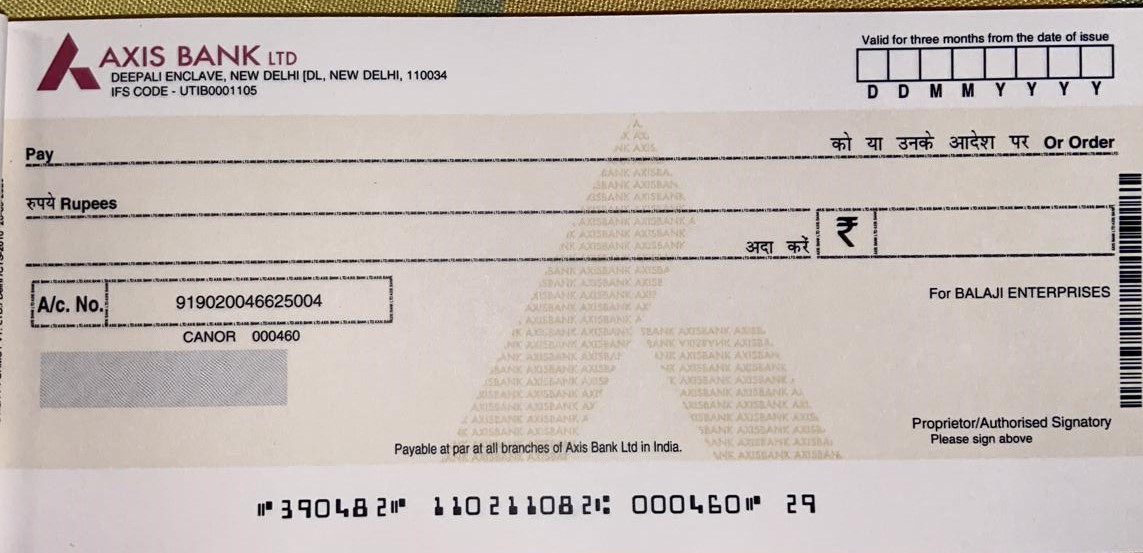 AXIS BANK LTD
DEEPALI ENCLAVE, NEW DELHI [DL, NEW DELHI, 110034
IFS CODE - UTIB0001105
Valid for three months from the date of issue
D D M M Y Y Y Y
Pay को या उनके आदेश पर Or Order
रुपये Rupees
अदा करें ₹
A/c. No. 919020046625004
For BALAJI ENTERPRISES
CANOR 000460
Proprietor/Authorised Signatory
Please sign above
Payable at par at all branches of Axis Bank Ltd in India.
⑈390482⑈ 110211082⑆ 000460⑈ 29